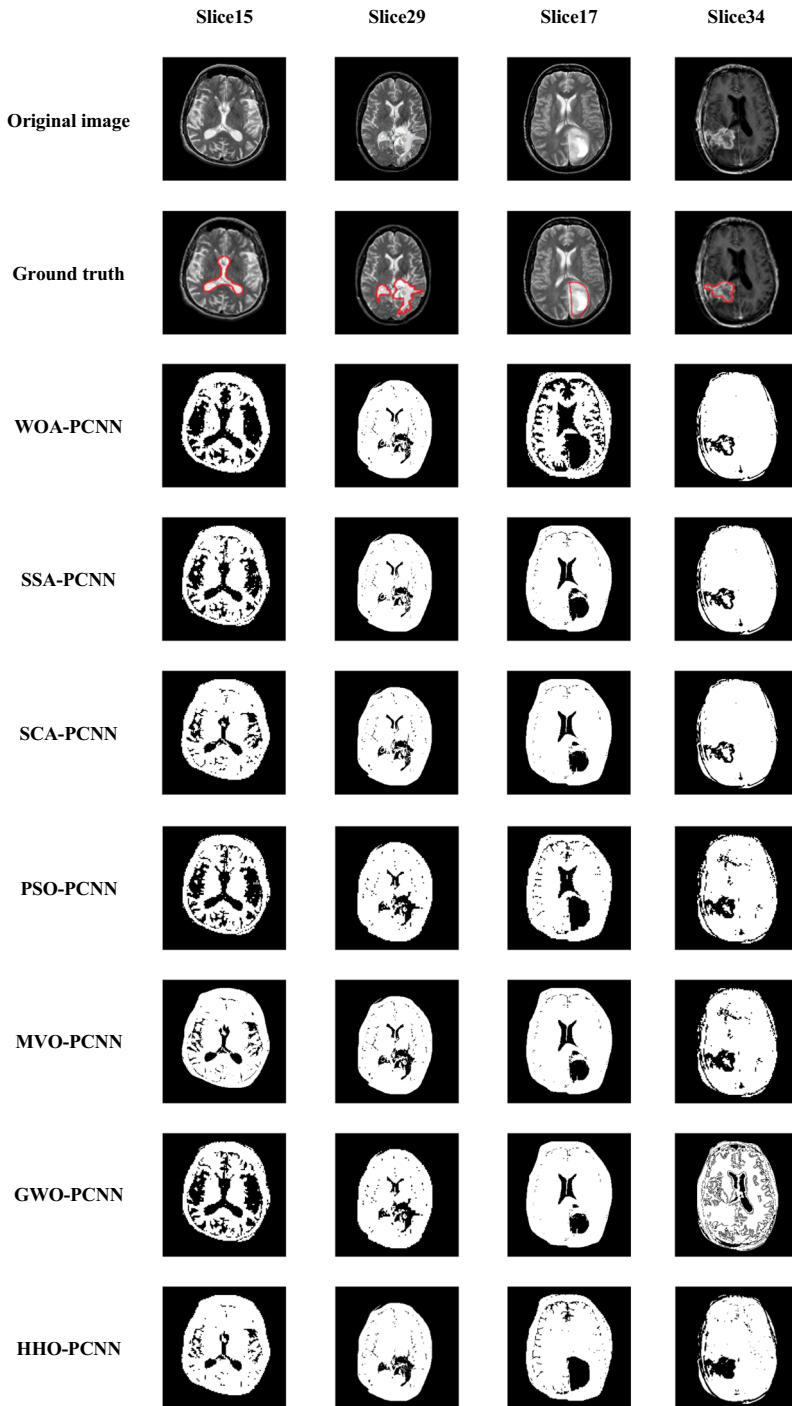 Slice15 Slice29 Slice17 Slice34
Original image
Ground truth
WOA-PCNN
SSA-PCNN
SCA-PCNN
PSO-PCNN
MVO-PCNN
GWO-PCNN
HHO-PCNN